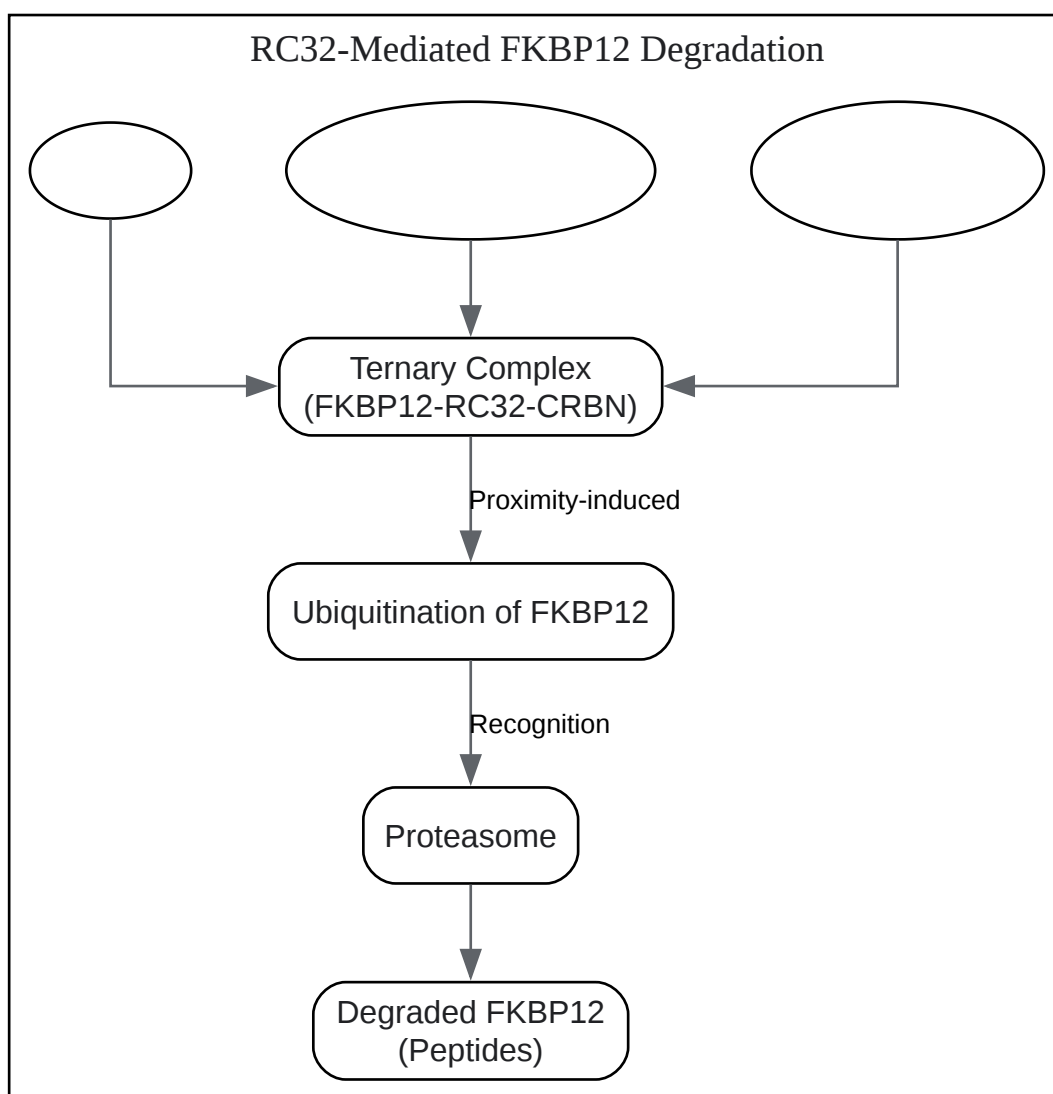 RC32-Mediated FKBP12 Degradation
Ternary Complex
(FKBP12-RC32-CRBN)
Proximity-induced
Ubiquitination of FKBP12
Recognition
Proteasome
Degraded FKBP12
(Peptides)